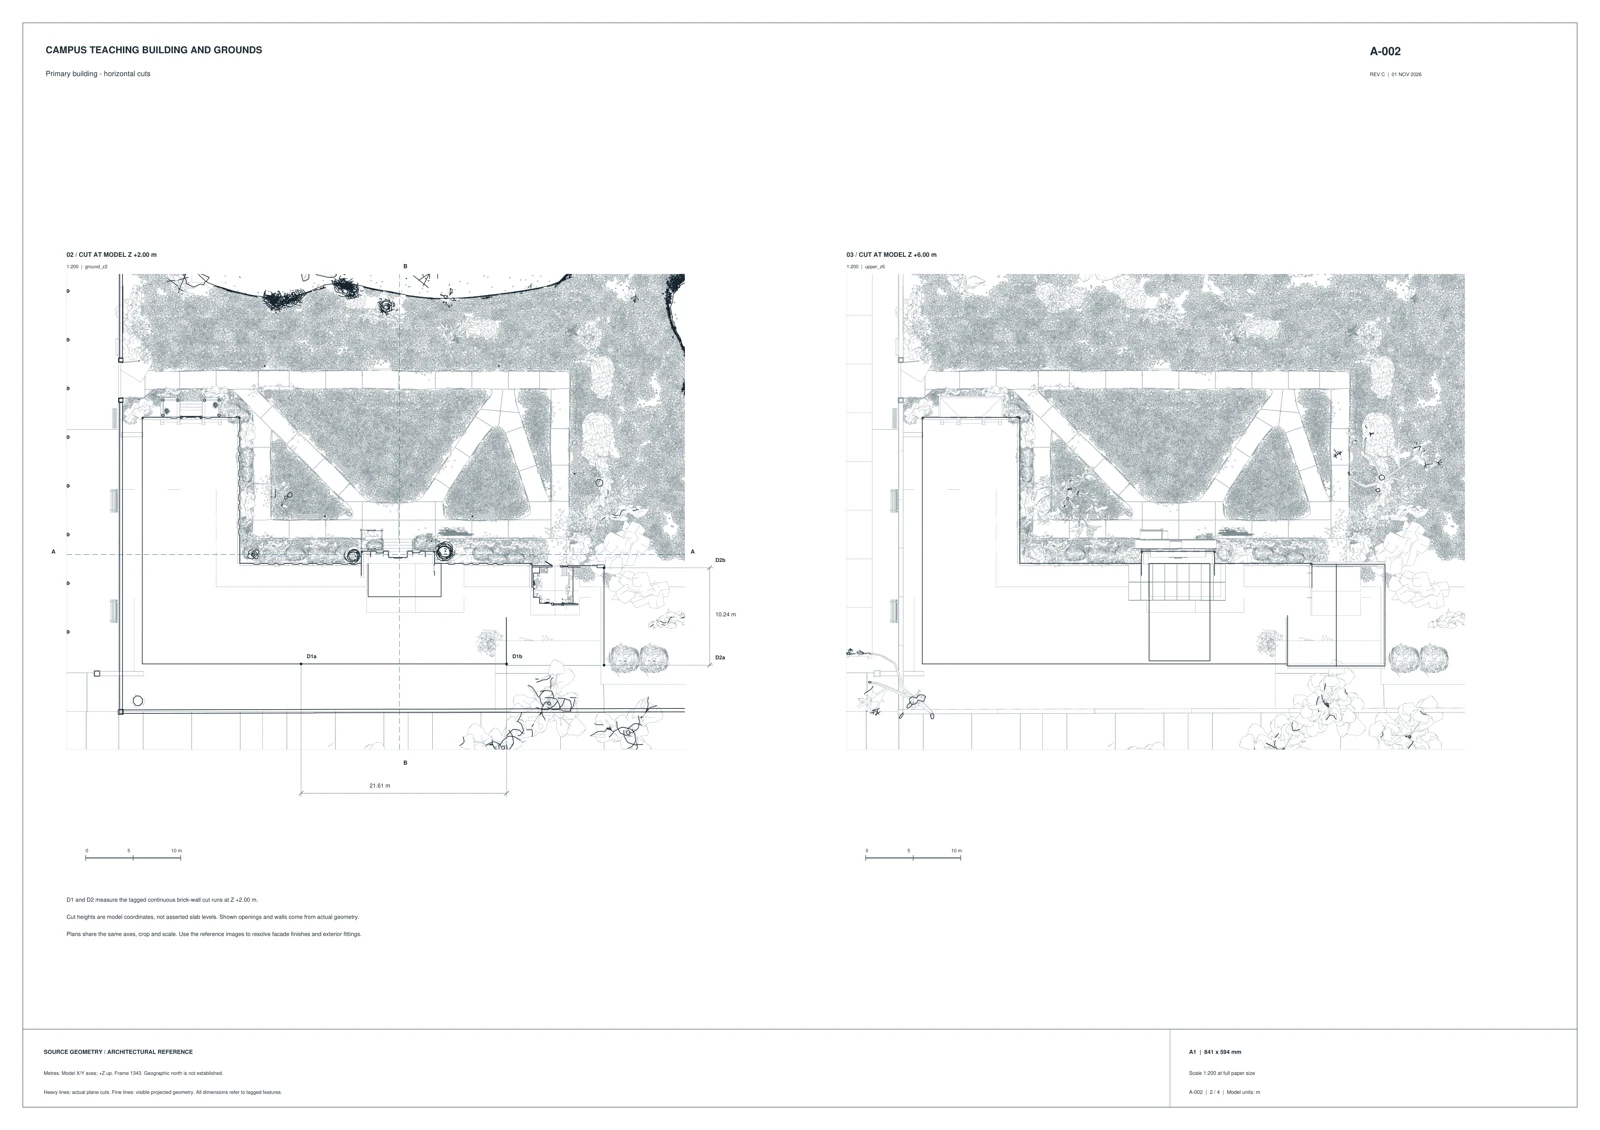 CAMPUS TEACHING BUILDING AND GROUNDS
Primary building - horizontal cuts
A-002
REV C | 01 NOV 2026
02 / CUT AT MODEL Z +2.00 m
1:200 | ground_z2
B
A
A
D2b
10.24 m
D2a
D1a
D1b
B
21.61 m
0 5 10 m
03 / CUT AT MODEL Z +6.00 m
1:200 | upper_z6
0 5 10 m
D1 and D2 measure the tagged continuous brick-wall cut runs at Z +2.00 m.
Cut heights are model coordinates, not asserted slab levels. Shown openings and walls come from actual geometry.
Plans share the same axes, crop and scale. Use the reference images to resolve facade finishes and exterior fittings.
SOURCE GEOMETRY / ARCHITECTURAL REFERENCE
Metres. Model X/Y axes: +Z up. Frame 1343. Geographic north is not established.
Heavy lines: actual plane cuts. Fine lines: visible projected geometry. All dimensions refer to tagged features.
A1 | 841 x 594 mm
Scale 1:200 at full paper size
A-002 | 2 / 4 | Model units: m